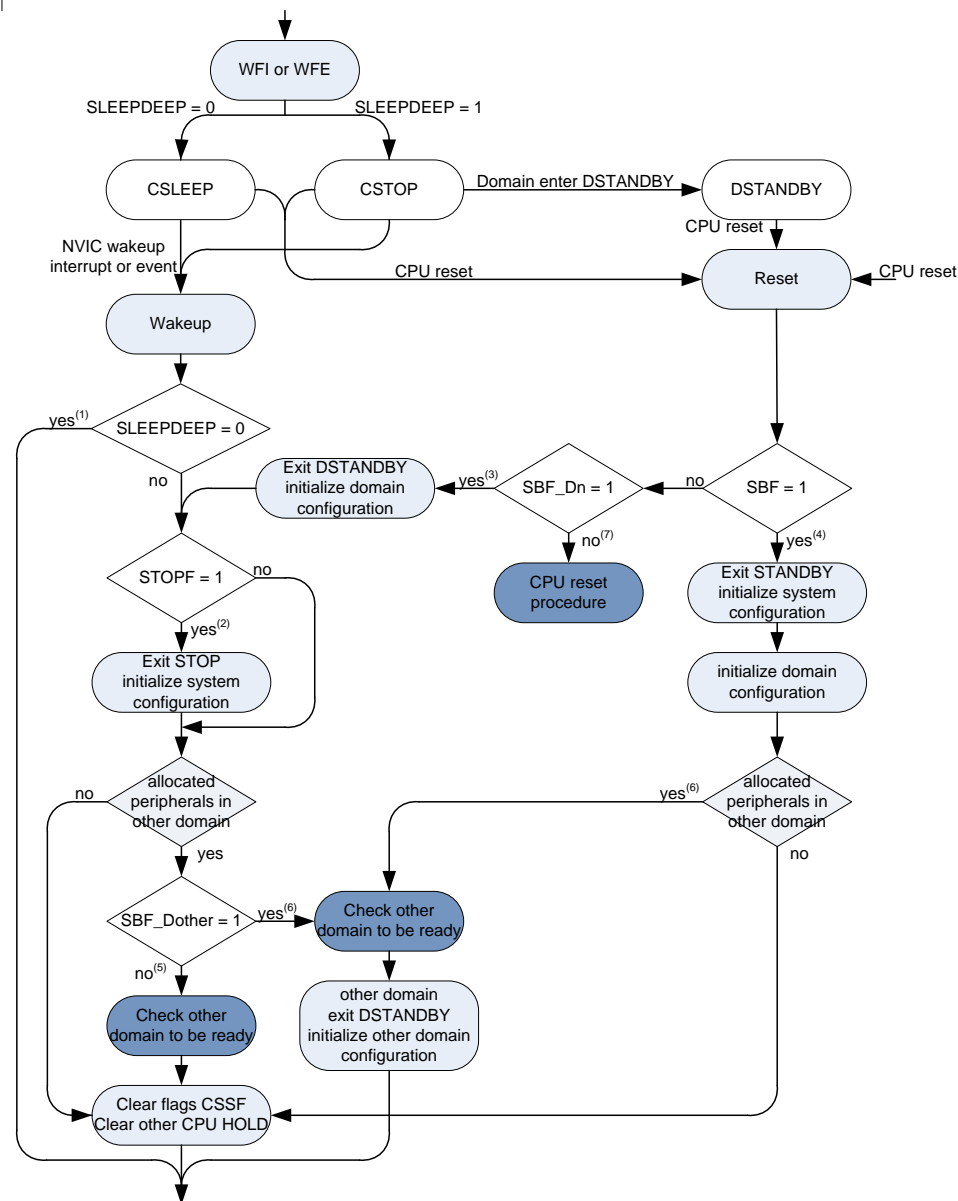 WFI or WFE
SLEEPDEEP = 0
SLEEPDEEP = 1
CSLEEP
CSTOP
Domain enter DSTANDBY
DSTANDBY
CPU reset
NVIC wakeup
interrupt or event
CPU reset
Reset
CPU reset
Wakeup
yes(1)
SLEEPDEEP = 0
no
Exit DSTANDBY
initialize domain
configuration
yes(3)
SBF_Dn = 1
no
SBF = 1
no(7)
yes(4)
STOPF = 1
no
CPU reset
procedure
Exit STANDBY
initialize system
configuration
yes(2)
Exit STOP
initialize system
configuration
initialize domain
configuration
no
allocated
peripherals in
other domain
yes
yes(6)
allocated
peripherals in
other domain
no
SBF_Dother = 1
yes(6)
Check other
domain to be ready
no(5)
Check other
domain to be ready
other domain
exit DSTANDBY
initialize other domain
configuration
Clear flags CSSF
Clear other CPU HOLD